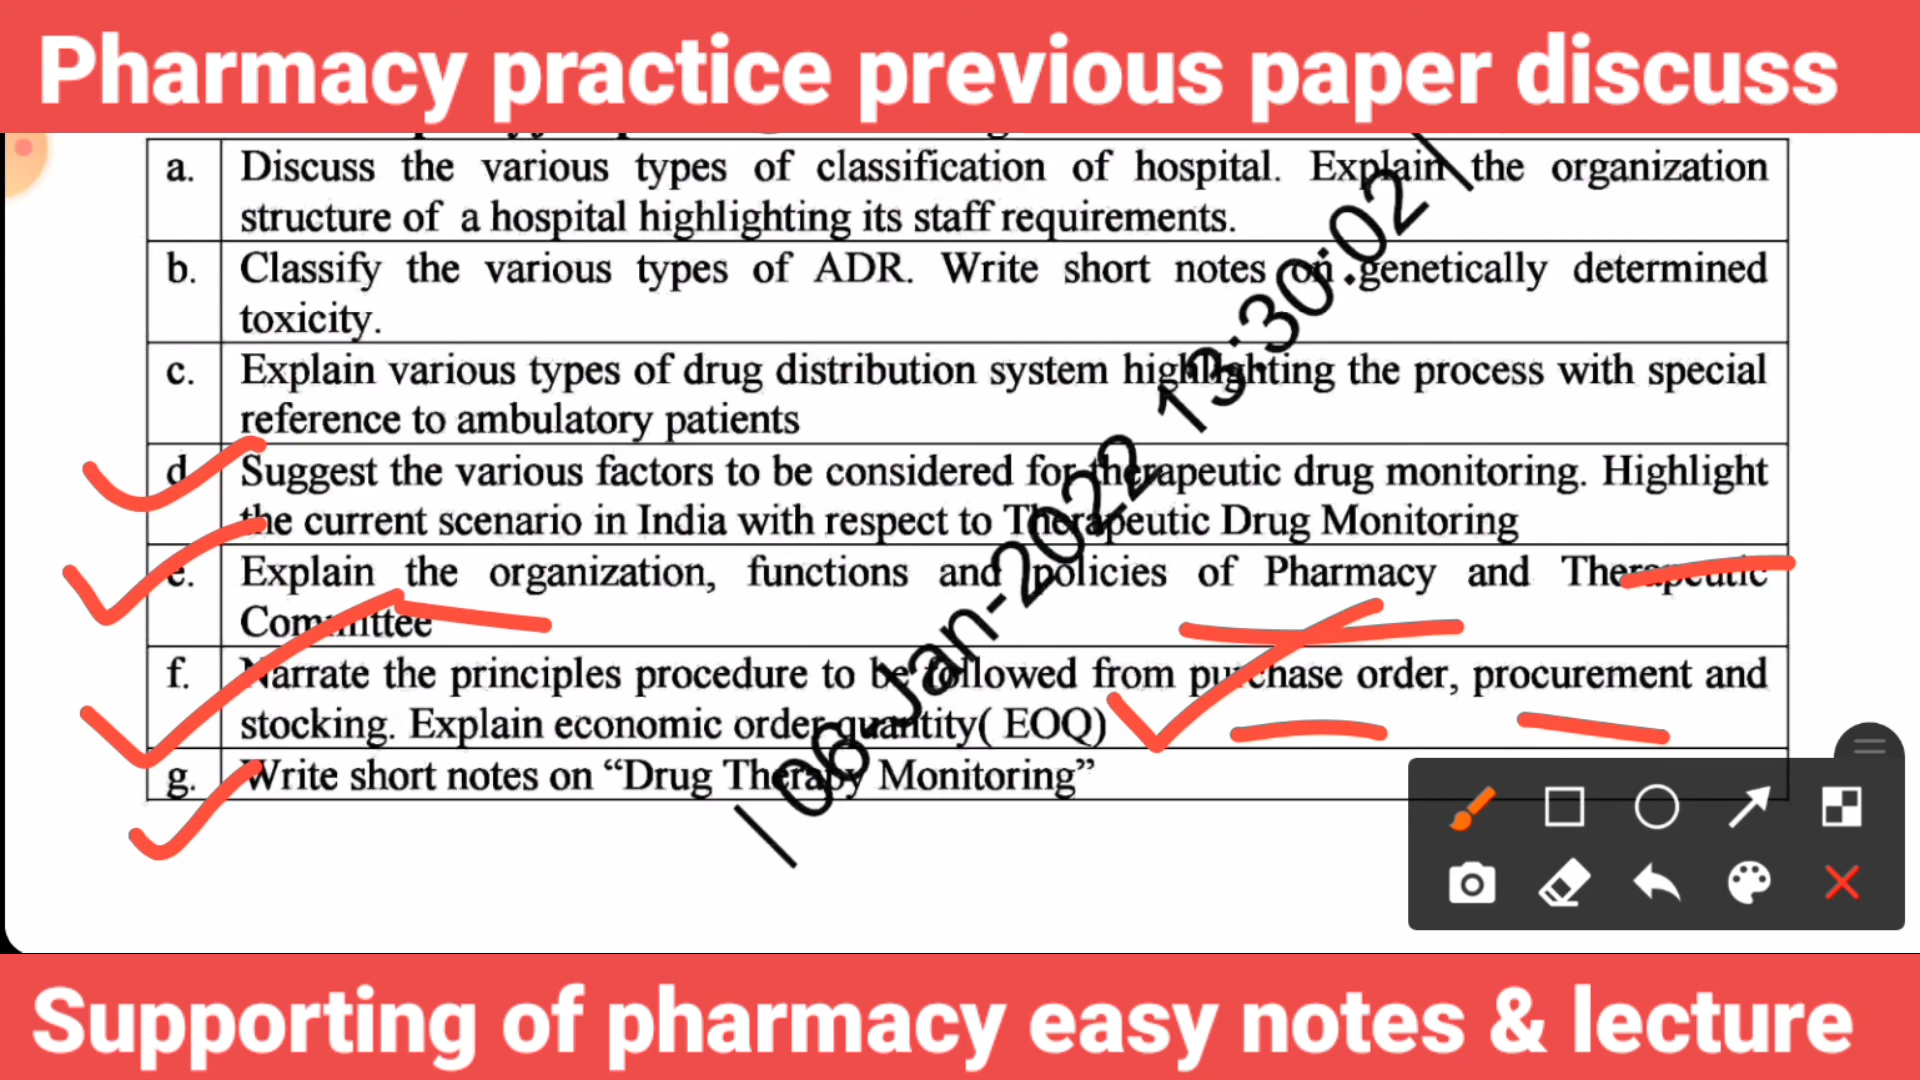 Pharmacy practice previous paper discuss
a. Discuss the various types of classification of hospital. Explain the organization
structure of a hospital highlighting its staff requirements.
b. Classify the various types of ADR. Write short notes on genetically determined
toxicity.
c. Explain various types of drug distribution system highlighting the process with special
reference to ambulatory patients
d. Suggest the various factors to be considered for therapeutic drug monitoring. Highlight
the current scenario in India with respect to Therapeutic Drug Monitoring
e. Explain the organization, functions and policies of Pharmacy and Therapeutic
Committee
f. Narrate the principles procedure to be followed from purchase order, procurement and
stocking. Explain economic order quantity( EOQ)
g. Write short notes on “Drug Therapy Monitoring”
| 06-Jan-2022 13:30:02 |
Supporting of pharmacy easy notes & lecture